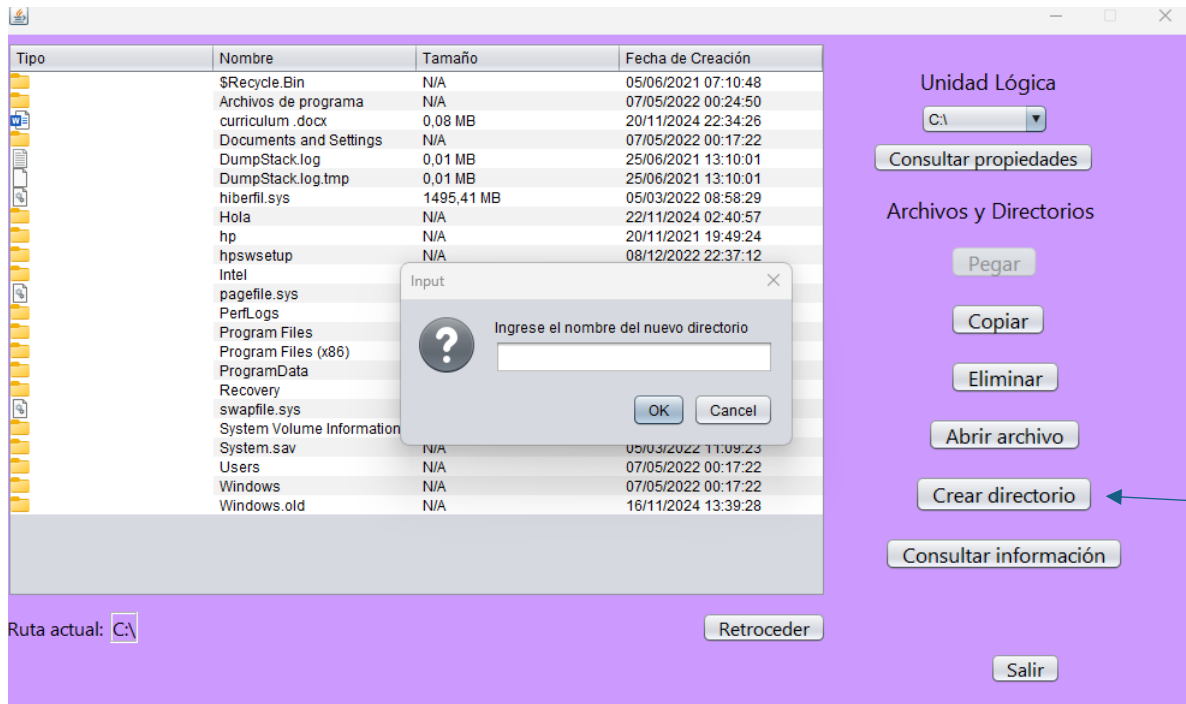 Tipo Nombre Tamaño Fecha de Creación
$Recycle.Bin N/A 05/06/2021 07:10:48
Archivos de programa N/A 07/05/2022 00:24:50
curriculum .docx 0,08 MB 20/11/2024 22:34:26
Documents and Settings N/A 07/05/2022 00:17:22
DumpStack.log 0,01 MB 25/06/2021 13:10:01
DumpStack.log.tmp 0,01 MB 25/06/2021 13:10:01
hiberfil.sys 1495,41 MB 05/03/2022 08:58:29
Hola N/A 22/11/2024 02:40:57
hp N/A 20/11/2021 19:49:24
hpswsetup N/A 08/12/2022 22:37:12
Intel
pagefile.sys
PerfLogs
Program Files
Program Files (x86)
ProgramData
Recovery
swapfile.sys
System Volume Information
System.sav N/A 05/03/2022 11:09:23
Users N/A 07/05/2022 00:17:22
Windows N/A 07/05/2022 00:17:22
Windows.old N/A 16/11/2024 13:39:28
Input
Ingrese el nombre del nuevo directorio
OK Cancel
Ruta actual: C:\
Retroceder
Unidad Lógica
C:\
Consultar propiedades
Archivos y Directorios
Pegar
Copiar
Eliminar
Abrir archivo
Crear directorio
Consultar información
Salir